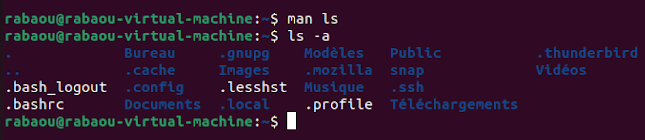 rabaou@rabaou-virtual-machine:~$ man ls
rabaou@rabaou-virtual-machine:~$ ls -a
. Bureau .gnupg Modèles Public .thunderbird
.. .cache Images .mozilla snap Vidéos
.bash_logout .config .lesshst Musique .ssh
.bashrc Documents .local .profile Téléchargements
rabaou@rabaou-virtual-machine:~$